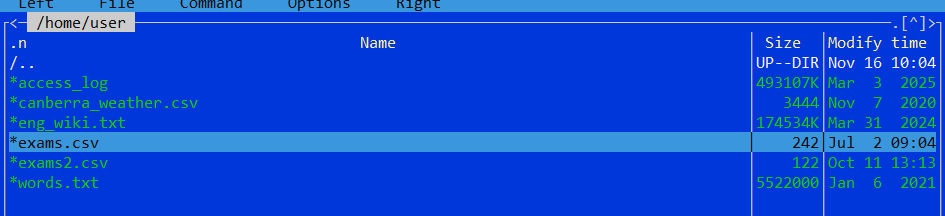 Left File Command Options Right
<─ /home/user .[^]>
.n Name Size Modify time
/.. UP--DIR Nov 16 10:04
*access_log 493107K Mar 3 2025
*canberra_weather.csv 3444 Nov 7 2020
*eng_wiki.txt 174534K Mar 31 2024
*exams.csv 242 Jul 2 09:04
*exams2.csv 122 Oct 11 13:13
*words.txt 5522000 Jan 6 2021